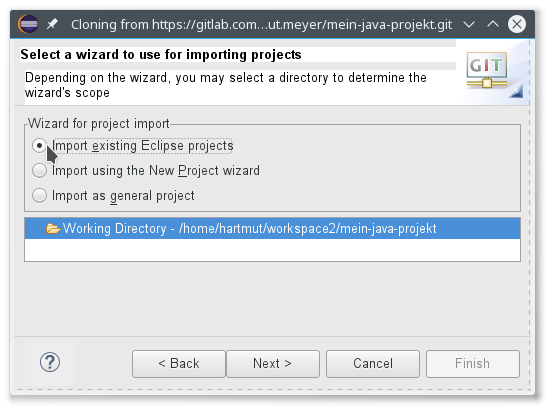 Cloning from https://gitlab.com...ut.meyer/mein-java-projekt.git
Select a wizard to use for importing projects
Depending on the wizard, you may select a directory to determine the
wizard's scope
GIT
Wizard for project import
Import existing Eclipse projects
Import using the New Project wizard
Import as general project
Working Directory - /home/hartmut/workspace2/mein-java-projekt
?
< Back
Next >
Cancel
Finish